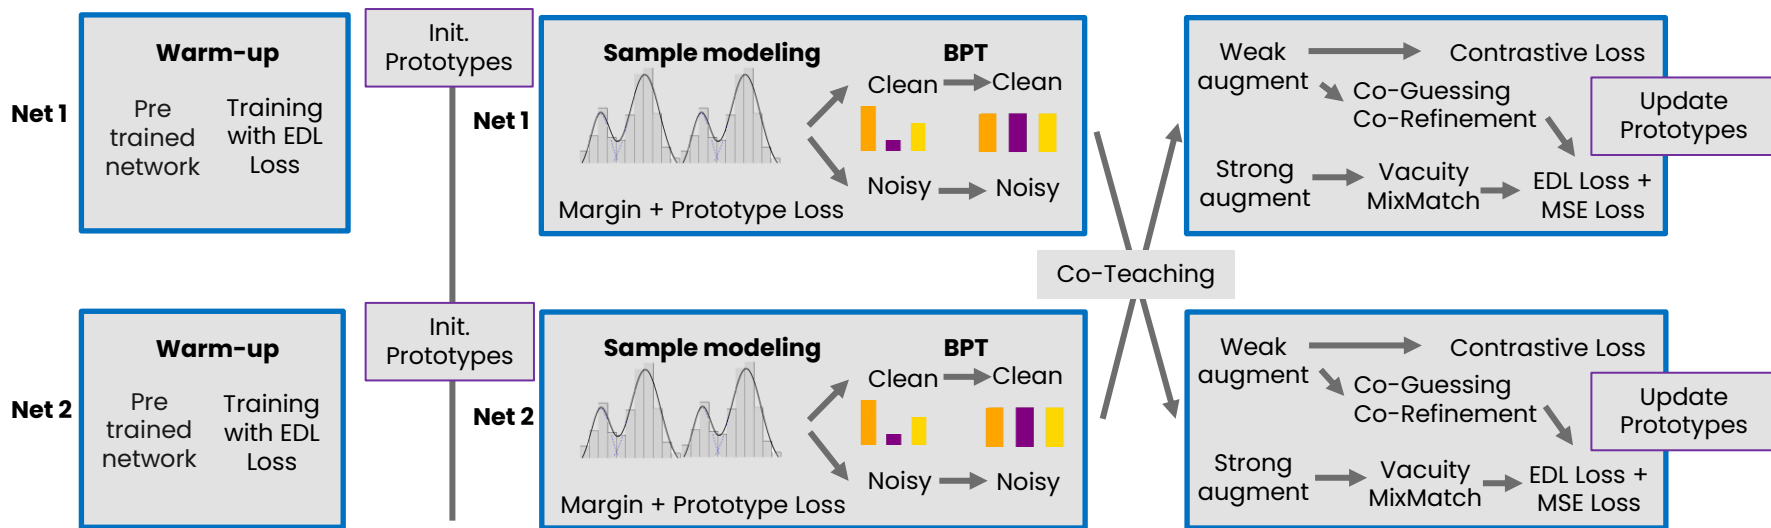 Net 1
Warm-up
Pre
trained
network
Training
with EDL
Loss
Init.
Prototypes
Net 1
Sample modeling
Margin + Prototype Loss
BPT
Clean
Clean
Noisy
Noisy
Weak
augment
Contrastive Loss
Co-Guessing
Co-Refinement
Strong
augment
Vacuity
MixMatch
EDL Loss +
MSE Loss
Update
Prototypes
Co-Teaching
Net 2
Warm-up
Pre
trained
network
Training
with EDL
Loss
Init.
Prototypes
Net 2
Sample modeling
Margin + Prototype Loss
BPT
Clean
Clean
Noisy
Noisy
Weak
augment
Contrastive Loss
Co-Guessing
Co-Refinement
Strong
augment
Vacuity
MixMatch
EDL Loss +
MSE Loss
Update
Prototypes